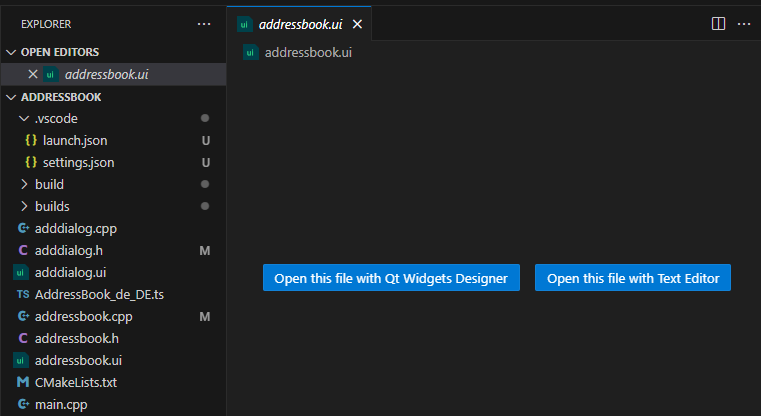 EXPLORER
OPEN EDITORS
ui addressbook.ui
ADDRESSBOOK
.vscode
{} launch.json U
{} settings.json U
build
builds
C+ adddialog.cpp
C adddialog.h M
ui adddialog.ui
TS AddressBook_de_DE.ts
C+ addressbook.cpp M
C addressbook.h
ui addressbook.ui
M CMakeLists.txt
C+ main.cpp
ui addressbook.ui
ui addressbook.ui
Open this file with Qt Widgets Designer
Open this file with Text Editor